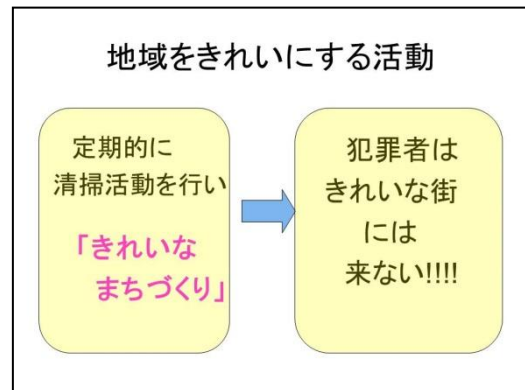 地域をきれいにする活動
定期的に
清掃活動を行い
「きれいな
まちづくり」
犯罪者は
きれいな街
には
来ない!!!!